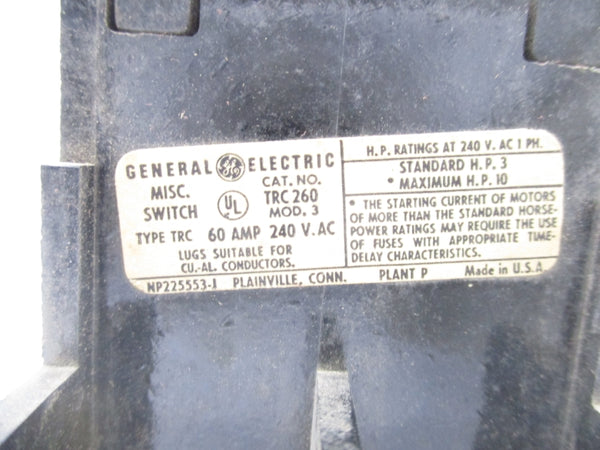 GENERAL GE ELECTRIC
MISC. SWITCH
UL
CAT. NO.
TRC260
MOD. 3
TYPE TRC 60 AMP 240 V. AC
LUGS SUITABLE FOR
CU.-AL. CONDUCTORS.
H.P. RATINGS AT 240 V. AC 1 PH.
STANDARD H.P. 3
• MAXIMUM H.P. 10
• THE STARTING CURRENT OF MOTORS
OF MORE THAN THE STANDARD HORSE-
POWER RATINGS MAY REQUIRE THE USE
OF FUSES WITH APPROPRIATE TIME-
DELAY CHARACTERISTICS.
NP225553-J PLAINVILLE, CONN. PLANT P Made in U.S.A.